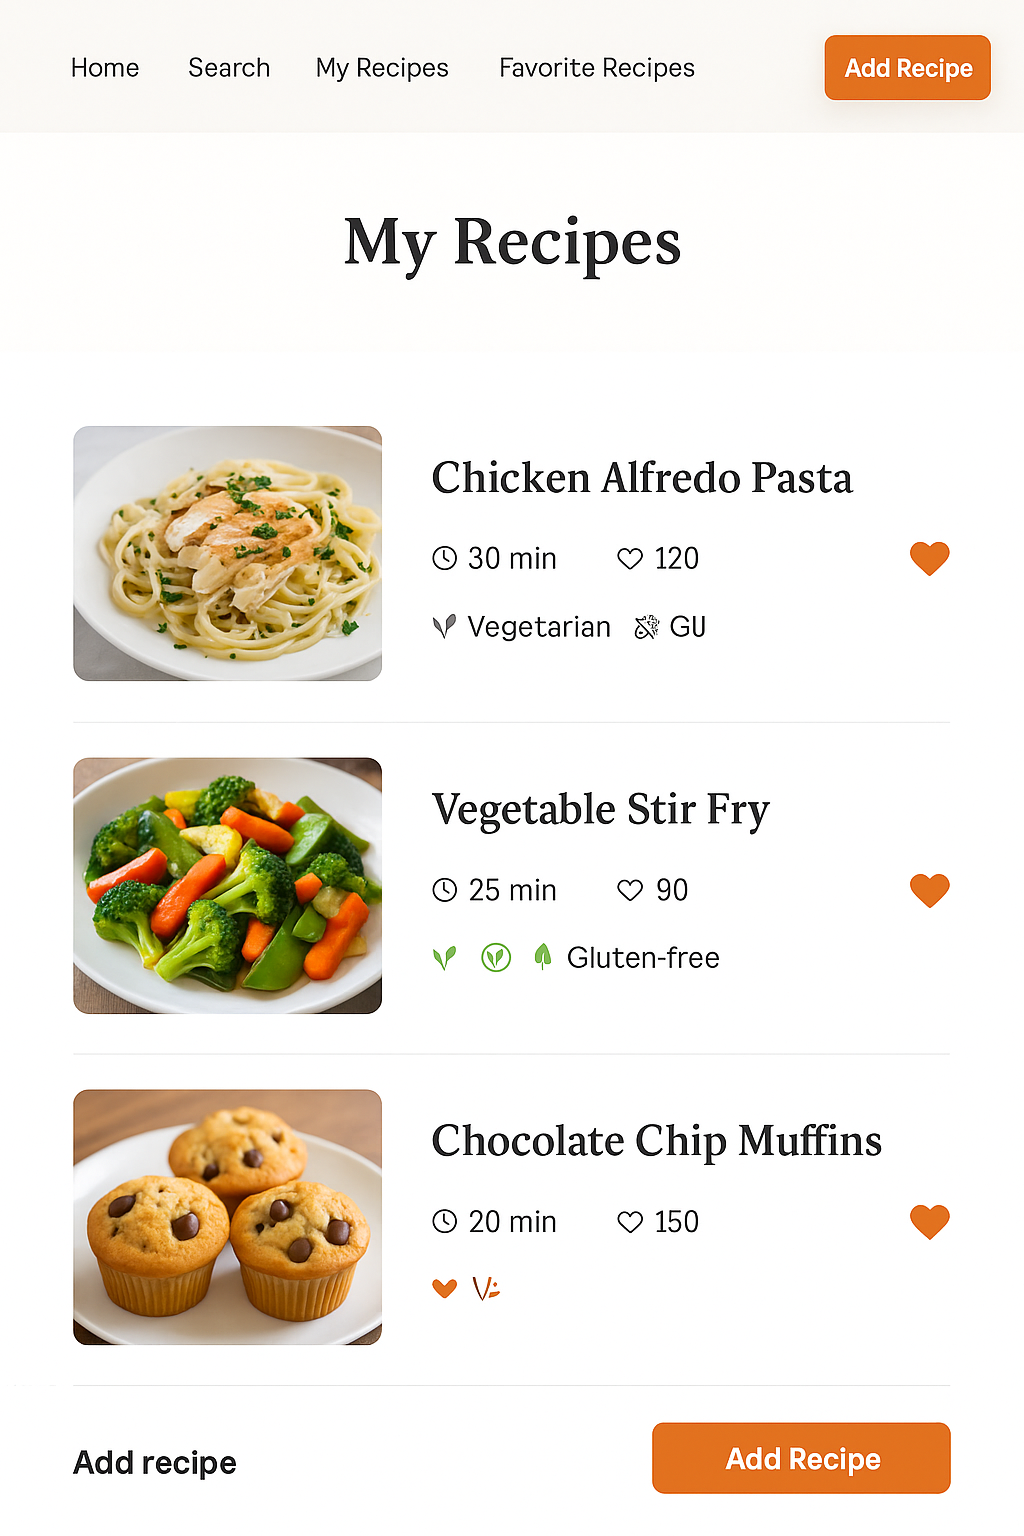 Home Search My Recipes Favorite Recipes Add Recipe
My Recipes
Chicken Alfredo Pasta
30 min 120
Vegetarian GU
Vegetable Stir Fry
25 min 90
Gluten-free
Chocolate Chip Muffins
20 min 150
Add recipe Add Recipe